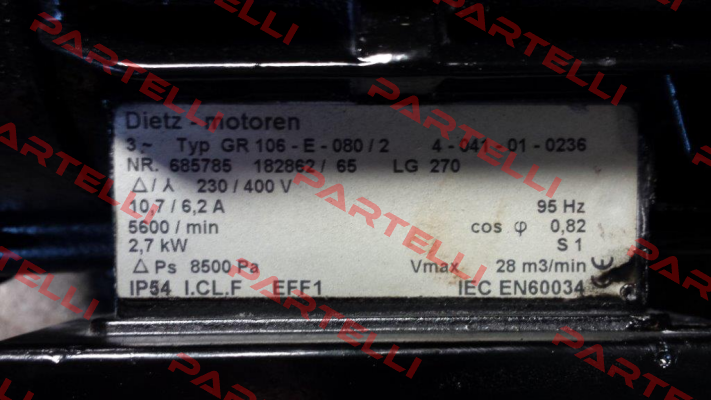 Dietz - motoren
3~ Typ GR 106 - E - 080 / 2 4 - 041 - 01 - 0236
NR. 685785 182862 / 65 LG 270
△ / ⅄ 230 / 400 V
10,7 / 6,2 A 95 Hz
5600 / min cos φ 0,82
2,7 kW S 1
△ Ps 8500 Pa Vmax 28 m3/min
IP54 I.CL.F EFF1 IEC EN60034 CE
PARTELLI
PARTELLI
PARTELLI
PARTELLI
PARTELLI
PARTELLI
PARTELLI